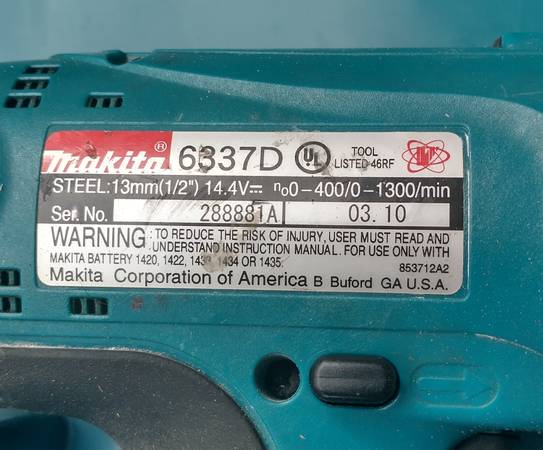 makita® 6337D UL TOOL LISTED 46RF
STEEL:13mm(1/2") 14.4V⎓ n₀0-400/0-1300/min
Ser. No. 288881A 03.10
WARNING : TO REDUCE THE RISK OF INJURY, USER MUST READ AND
UNDERSTAND INSTRUCTION MANUAL. FOR USE ONLY WITH
MAKITA BATTERY 1420, 1422, 1434 OR 1435.
853712A2
Makita Corporation of America B Buford GA U.S.A.